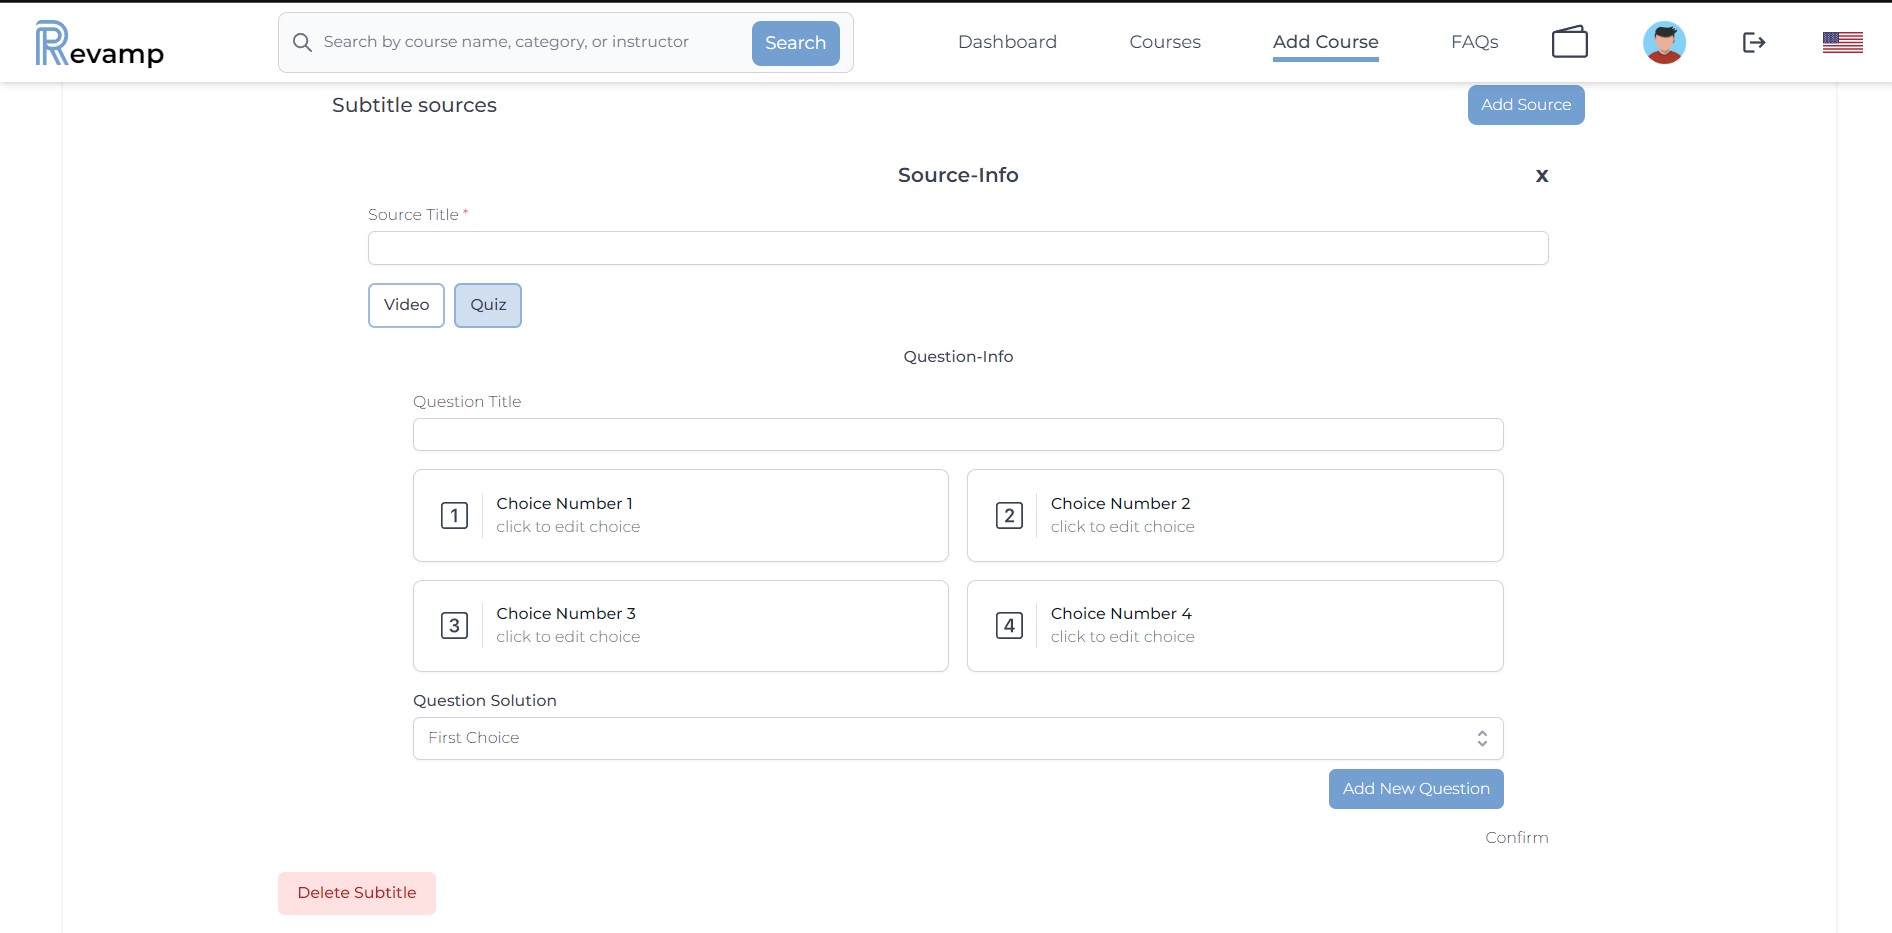 Revamp
Search by course name, category, or instructor
Search
Dashboard
Courses
Add Course
FAQs
Subtitle sources
Add Source
Source-Info
x
Source Title *
Video
Quiz
Question-Info
Question Title
1
Choice Number 1
click to edit choice
2
Choice Number 2
click to edit choice
3
Choice Number 3
click to edit choice
4
Choice Number 4
click to edit choice
Question Solution
First Choice
Add New Question
Confirm
Delete Subtitle